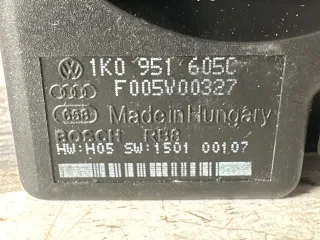 1K0 951 605C
F005V00327
Made in Hungary
BOSCH RB8
HW:H05 SW:1501 00107